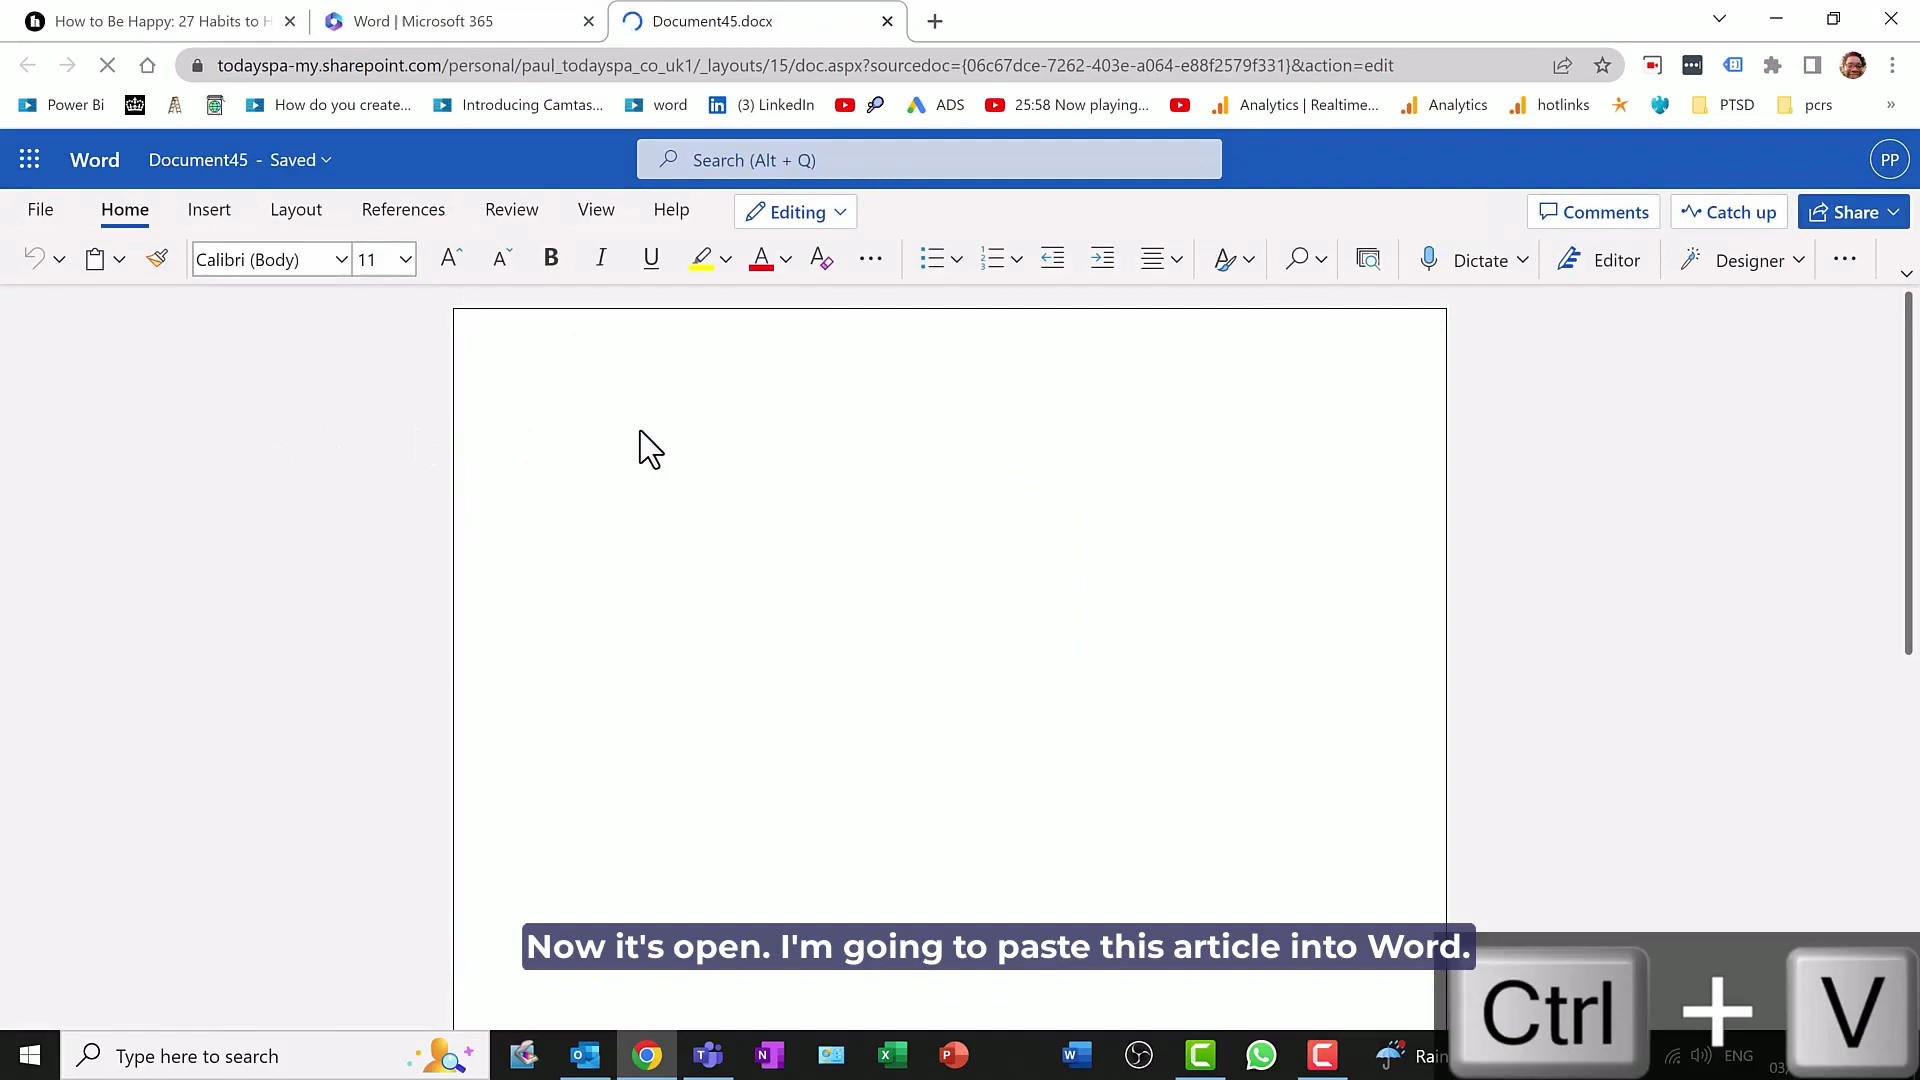 How to Be Happy: 27 Habits to H
Word | Microsoft 365
Document45.docx
todayspa-my.sharepoint.com/personal/paul_todayspa_co_uk1/_layouts/15/doc.aspx?sourcedoc={06c67dce-7262-403e-a064-e88f2579f331}&action=edit
Power Bi
How do you create...
Introducing Camtas...
word
(3) LinkedIn
ADS
25:58 Now playing...
Analytics | Realtime...
Analytics
hotlinks
PTSD
pcrs
»
Word
Document45 - Saved
Search (Alt + Q)
PP
File
Home
Insert
Layout
References
Review
View
Help
Editing
Comments
Catch up
Share
Calibri (Body)
11
Dictate
Editor
Designer
Now it's open. I'm going to paste this article into Word.
Ctrl + V
Type here to search
Rain
ENG
03/